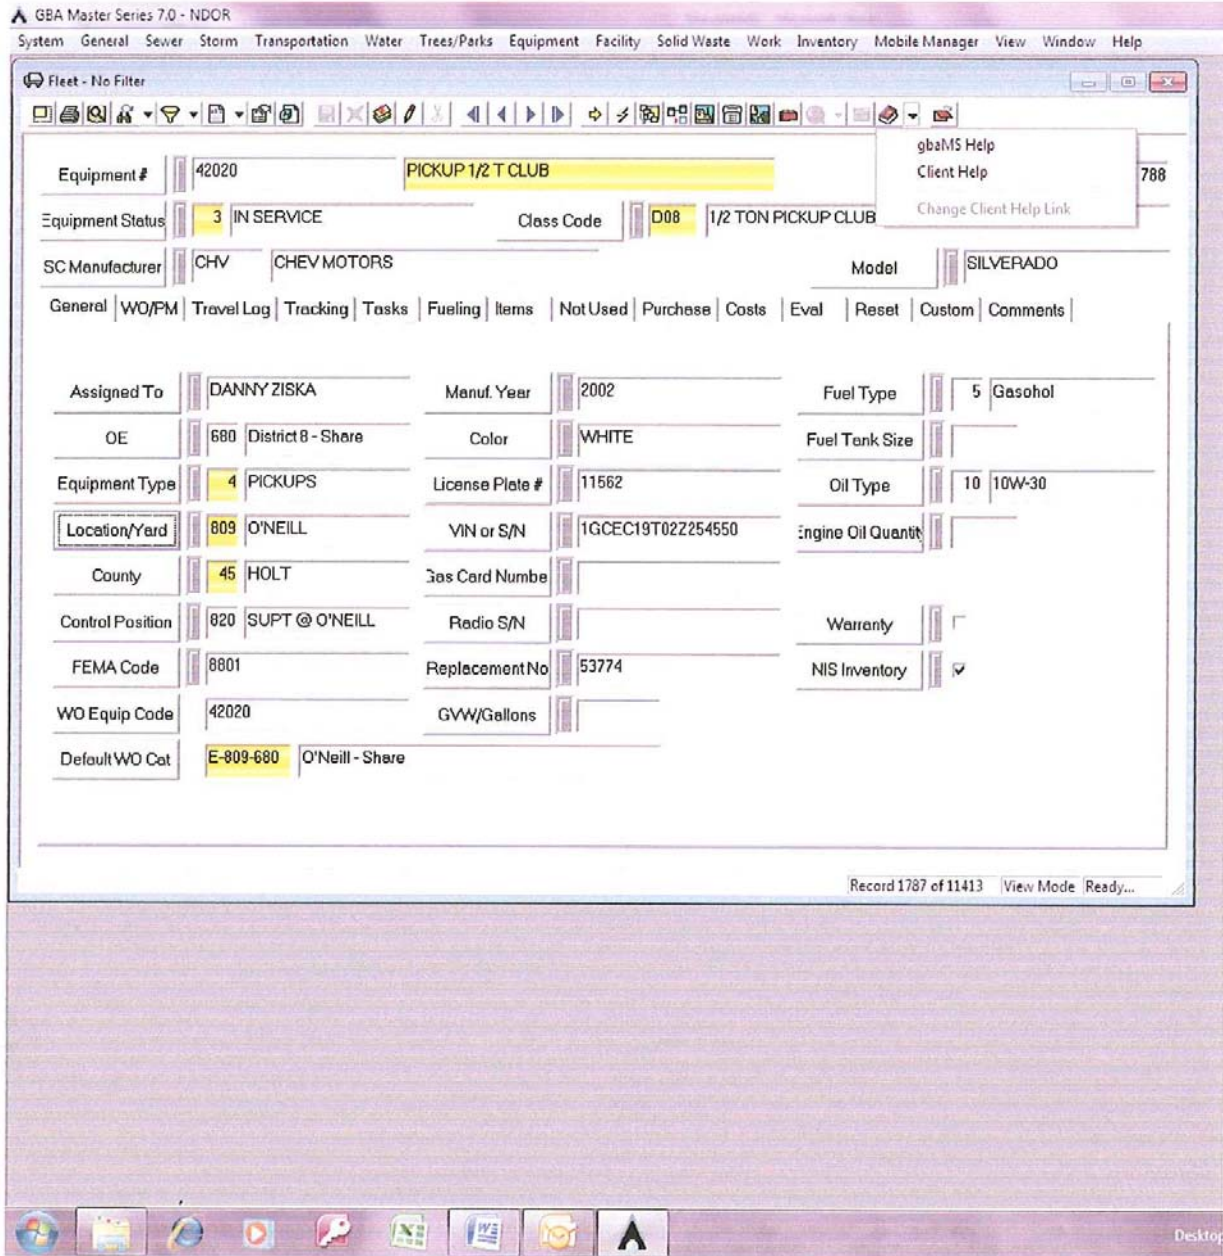 GBA Master Series 7.0 - NDOR
System General Sewer Storm Transportation Water Trees/Parks Equipment Facility Solid Waste Work Inventory Mobile Manager View Window Help
Fleet - No Filter
gbaMS Help
Client Help
Change Client Help Link
Equipment # 42020 PICKUP 1/2 T CLUB 788
Equipment Status 3 IN SERVICE Class Code D08 1/2 TON PICKUP CLUB
SC Manufacturer CHV CHEV MOTORS Model SILVERADO
General WO/PM Travel Log Tracking Tasks Fueling Items Not Used Purchase Costs Eval Reset Custom Comments
Assigned To DANNY ZISKA Manuf. Year 2002 Fuel Type 5 Gasohol
OE 680 District 8 - Share Color WHITE Fuel Tank Size
Equipment Type 4 PICKUPS License Plate # 11562 Oil Type 10 10W-30
Location/Yard 809 O'NEILL VIN or S/N 1GCEC19T02Z254550 Engine Oil Quantit
County 45 HOLT Gas Card Numbe
Control Position 820 SUPT @ O'NEILL Radio S/N Warranty
FEMA Code 8801 Replacement No 53774 NIS Inventory
WO Equip Code 42020 GVW/Gallons
Default WO Cat E-809-680 O'Neill - Share
Record 1787 of 11413 View Mode Ready...
Desktop